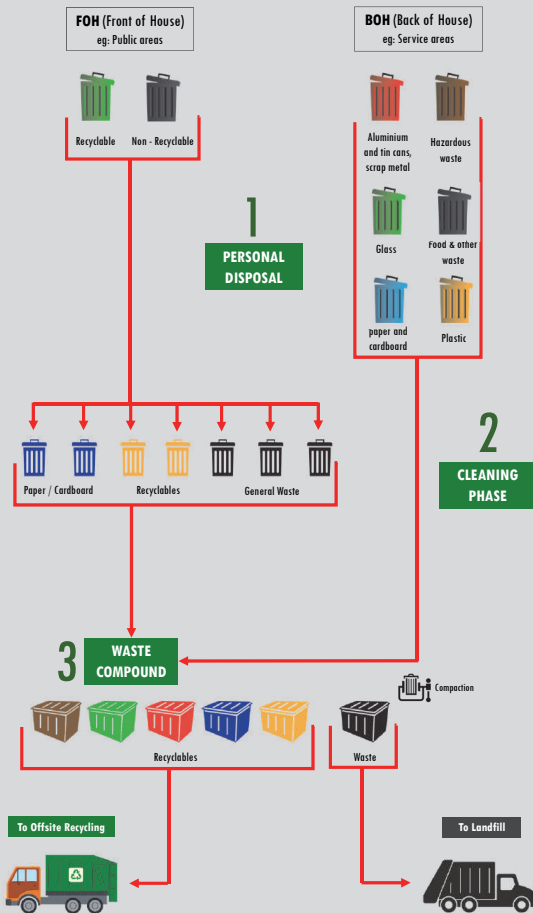 FOH (Front of House)
eg: Public areas
BOH (Back of House)
eg: Service areas
Recyclable
Non - Recyclable
Aluminium
and tin cans,
scrap metal
Hazardous
waste
Glass
Food & other
waste
paper and
cardboard
Plastic
1
PERSONAL
DISPOSAL
2
CLEANING
PHASE
Paper / Cardboard
Recyclables
General Waste
3
WASTE
COMPOUND
Compaction
Recyclables
Waste
To Offsite Recycling
To Landfill